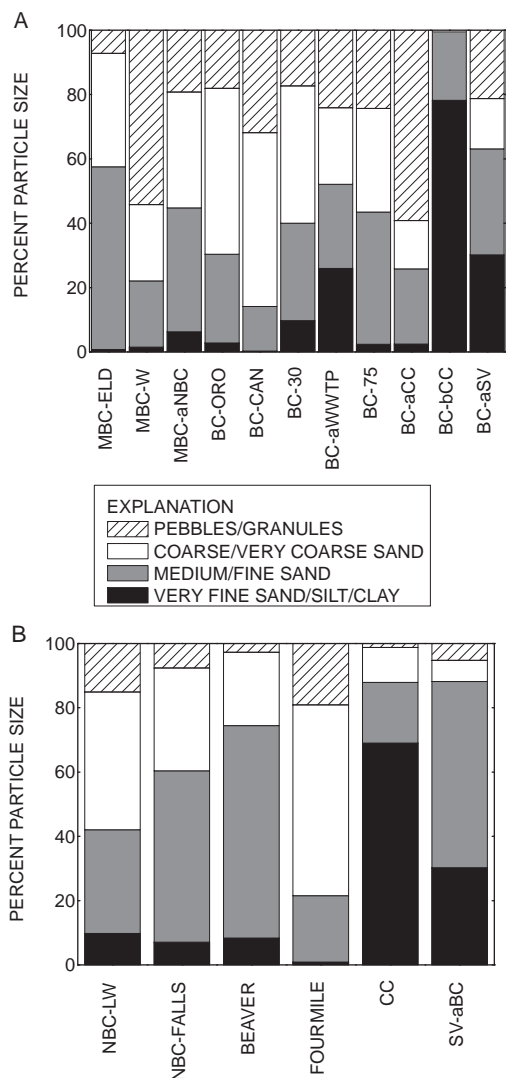 A
PERCENT PARTICLE SIZE
100
80
60
40
20
0
MBC-ELD
MBC-W
MBC-aNBC
BC-ORO
BC-CAN
BC-30
BC-aWWTP
BC-75
BC-aCC
BC-bCC
BC-aSV
EXPLANATION
PEBBLES/GRANULES
COARSE/VERY COARSE SAND
MEDIUM/FINE SAND
VERY FINE SAND/SILT/CLAY
B
PERCENT PARTICLE SIZE
100
80
60
40
20
0
NBC-LW
NBC-FALLS
BEAVER
FOURMILE
CC
SV-aBC